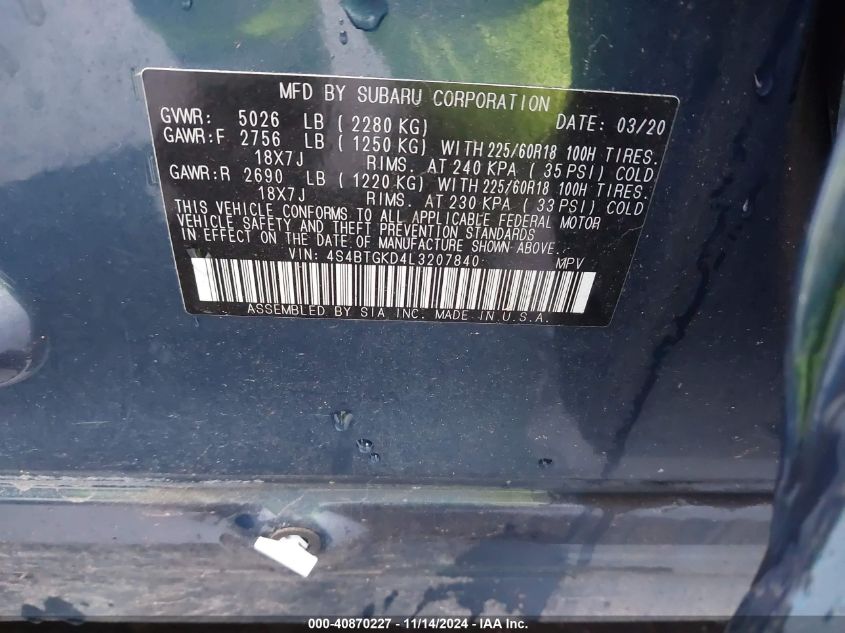 MFD BY SUBARU CORPORATION
GVWR: 5026 LB ( 2280 KG) DATE: 03/20
GAWR:F 2756 LB ( 1250 KG) WITH 225/60R18 100H TIRES.
18X7J RIMS. AT 240 KPA ( 35 PSI) COLD
GAWR:R 2690 LB ( 1220 KG) WITH 225/60R18 100H TIRES.
18X7J RIMS. AT 230 KPA ( 33 PSI) COLD
THIS VEHICLE CONFORMS TO ALL APPLICABLE FEDERAL MOTOR
VEHICLE SAFETY AND THEFT PREVENTION STANDARDS
IN EFFECT ON THE DATE OF MANUFACTURE SHOWN ABOVE.
VIN: 4S4BTGKD4L3207840 MPV
ASSEMBLED BY SIA INC. MADE IN U.S.A.
000-40870227 - 11/14/2024 - IAA Inc.